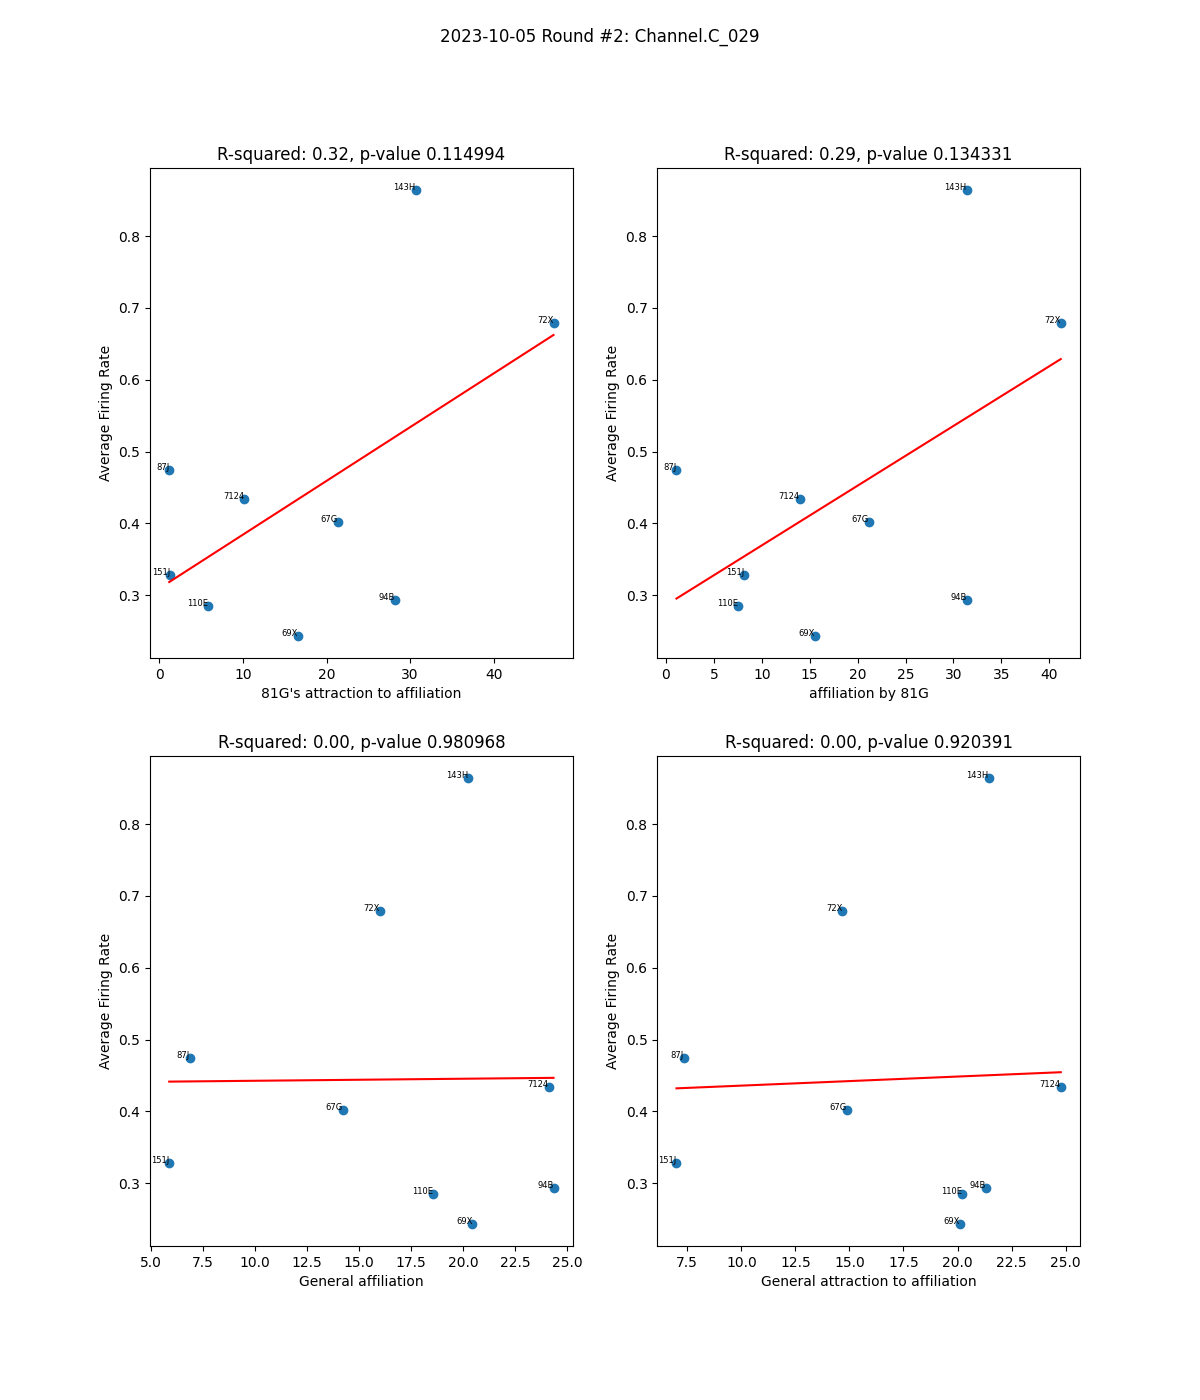 2023-10-05 Round #2: Channel.C_029
R-squared: 0.32, p-value 0.114994
Average Firing Rate
0.8
0.7
0.6
0.5
0.4
0.3
143H
72X
87J
7124
67G
151J
110E
94B
69X
0 10 20 30 40
81G's attraction to affiliation
R-squared: 0.29, p-value 0.134331
Average Firing Rate
0.8
0.7
0.6
0.5
0.4
0.3
143H
72X
87J
7124
67G
151J
110E
94B
69X
0 5 10 15 20 25 30 35 40
affiliation by 81G
R-squared: 0.00, p-value 0.980968
Average Firing Rate
0.8
0.7
0.6
0.5
0.4
0.3
143H
72X
87J
7124
67G
151J
110E
94B
69X
5.0 7.5 10.0 12.5 15.0 17.5 20.0 22.5 25.0
General affiliation
R-squared: 0.00, p-value 0.920391
Average Firing Rate
0.8
0.7
0.6
0.5
0.4
0.3
143H
72X
87J
7124
67G
151J
110E
94B
69X
7.5 10.0 12.5 15.0 17.5 20.0 22.5 25.0
General attraction to affiliation